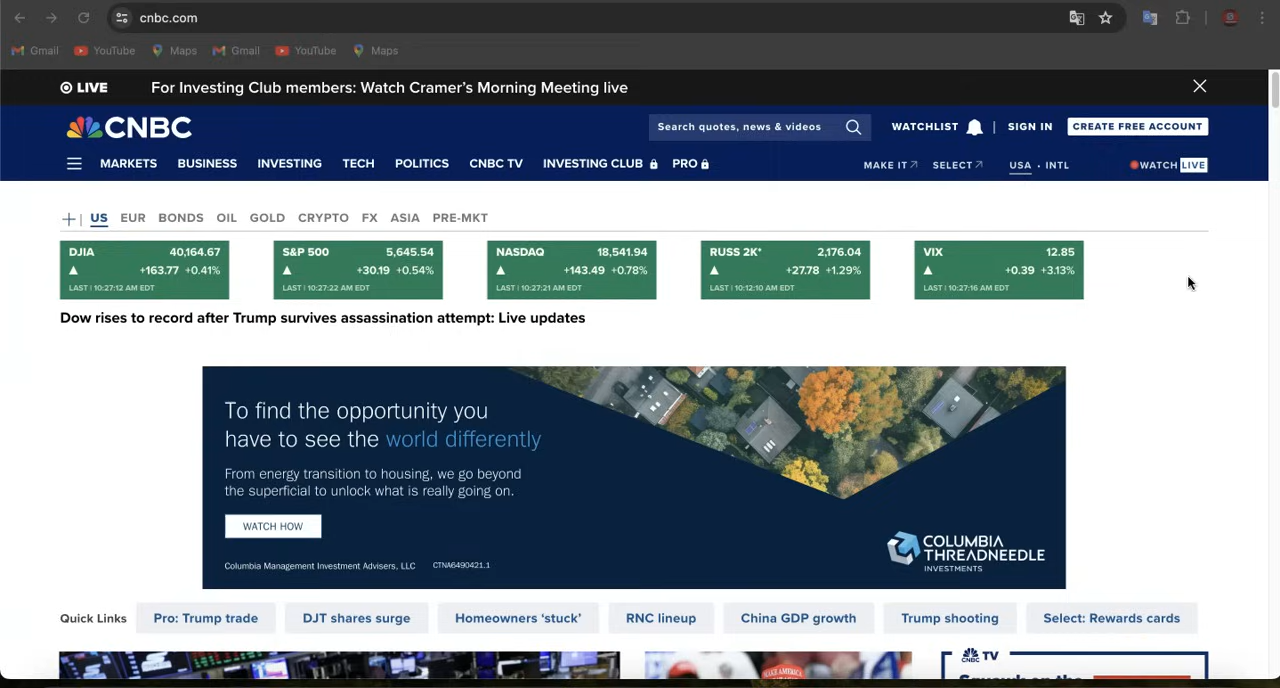 cnbc.com
Gmail YouTube Maps Gmail YouTube Maps
LIVE For Investing Club members: Watch Cramer's Morning Meeting live
CNBC Search quotes, news & videos WATCHLIST | SIGN IN CREATE FREE ACCOUNT
MARKETS BUSINESS INVESTING TECH POLITICS CNBC TV INVESTING CLUB PRO MAKE IT SELECT USA • INTL WATCH LIVE
+ | US EUR BONDS OIL GOLD CRYPTO FX ASIA PRE-MKT
DJIA 40,164.67
+163.77 +0.41%
LAST | 10:27:12 AM EDT
S&P 500 5,645.54
+30.19 +0.54%
LAST | 10:27:22 AM EDT
NASDAQ 18,541.94
+143.49 +0.78%
LAST | 10:27:21 AM EDT
RUSS 2K* 2,176.04
+27.78 +1.29%
LAST | 10:12:10 AM EDT
VIX 12.85
+0.39 +3.13%
LAST | 10:27:16 AM EDT
Dow rises to record after Trump survives assassination attempt: Live updates
To find the opportunity you
have to see the world differently
From energy transition to housing, we go beyond
the superficial to unlock what is really going on.
WATCH HOW
Columbia Management Investment Advisers, LLC CTNA6490421.1
COLUMBIA
THREADNEEDLE
INVESTMENTS
Quick Links Pro: Trump trade DJT shares surge Homeowners ‘stuck’ RNC lineup China GDP growth Trump shooting Select: Rewards cards
CNBC TV